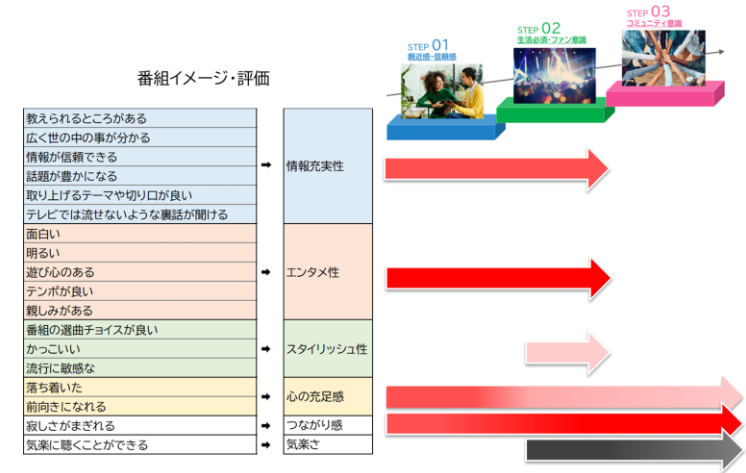 STEP 03
コミュニティ意識
STEP 02
生活必須・ファン意識
STEP 01
親近感・信頼感
番組イメージ・評価
教えられるところがある
広く世の中の事が分かる
情報が信頼できる
話題が豊かになる
取り上げるテーマや切り口が良い
テレビでは流せないような裏話が聞ける
➡
情報充実性
面白い
明るい
遊び心のある
テンポが良い
親しみがある
➡
エンタメ性
番組の選曲チョイスが良い
かっこいい
流行に敏感な
➡
スタイリッシュ性
落ち着いた
前向きになれる
➡
心の充足感
寂しさがまぎれる
➡
つながり感
気楽に聴くことができる
➡
気楽さ